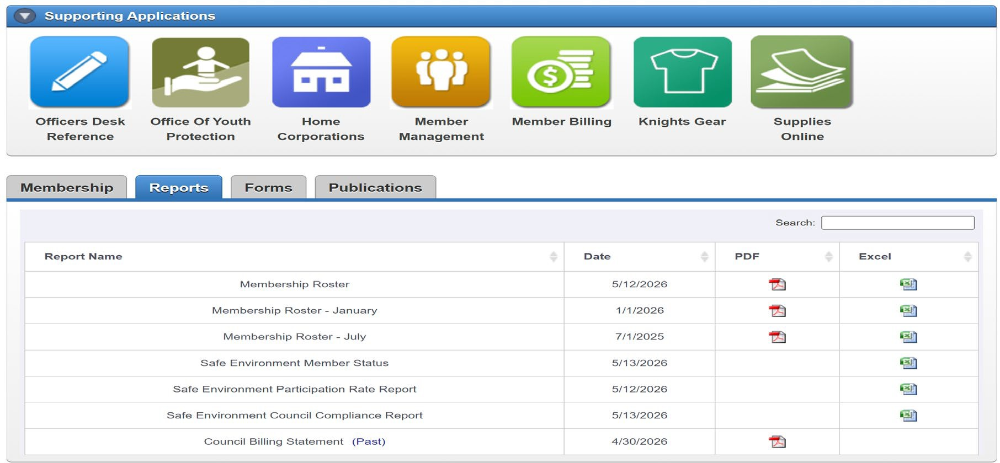 Supporting Applications
Officers Desk Reference
Office Of Youth Protection
Home Corporations
Member Management
Member Billing
Knights Gear
Supplies Online
Membership Reports Forms Publications
Search:
Report Name Date PDF Excel
Membership Roster 5/12/2026
Membership Roster - January 1/1/2026
Membership Roster - July 7/1/2025
Safe Environment Member Status 5/13/2026
Safe Environment Participation Rate Report 5/12/2026
Safe Environment Council Compliance Report 5/13/2026
Council Billing Statement (Past) 4/30/2026